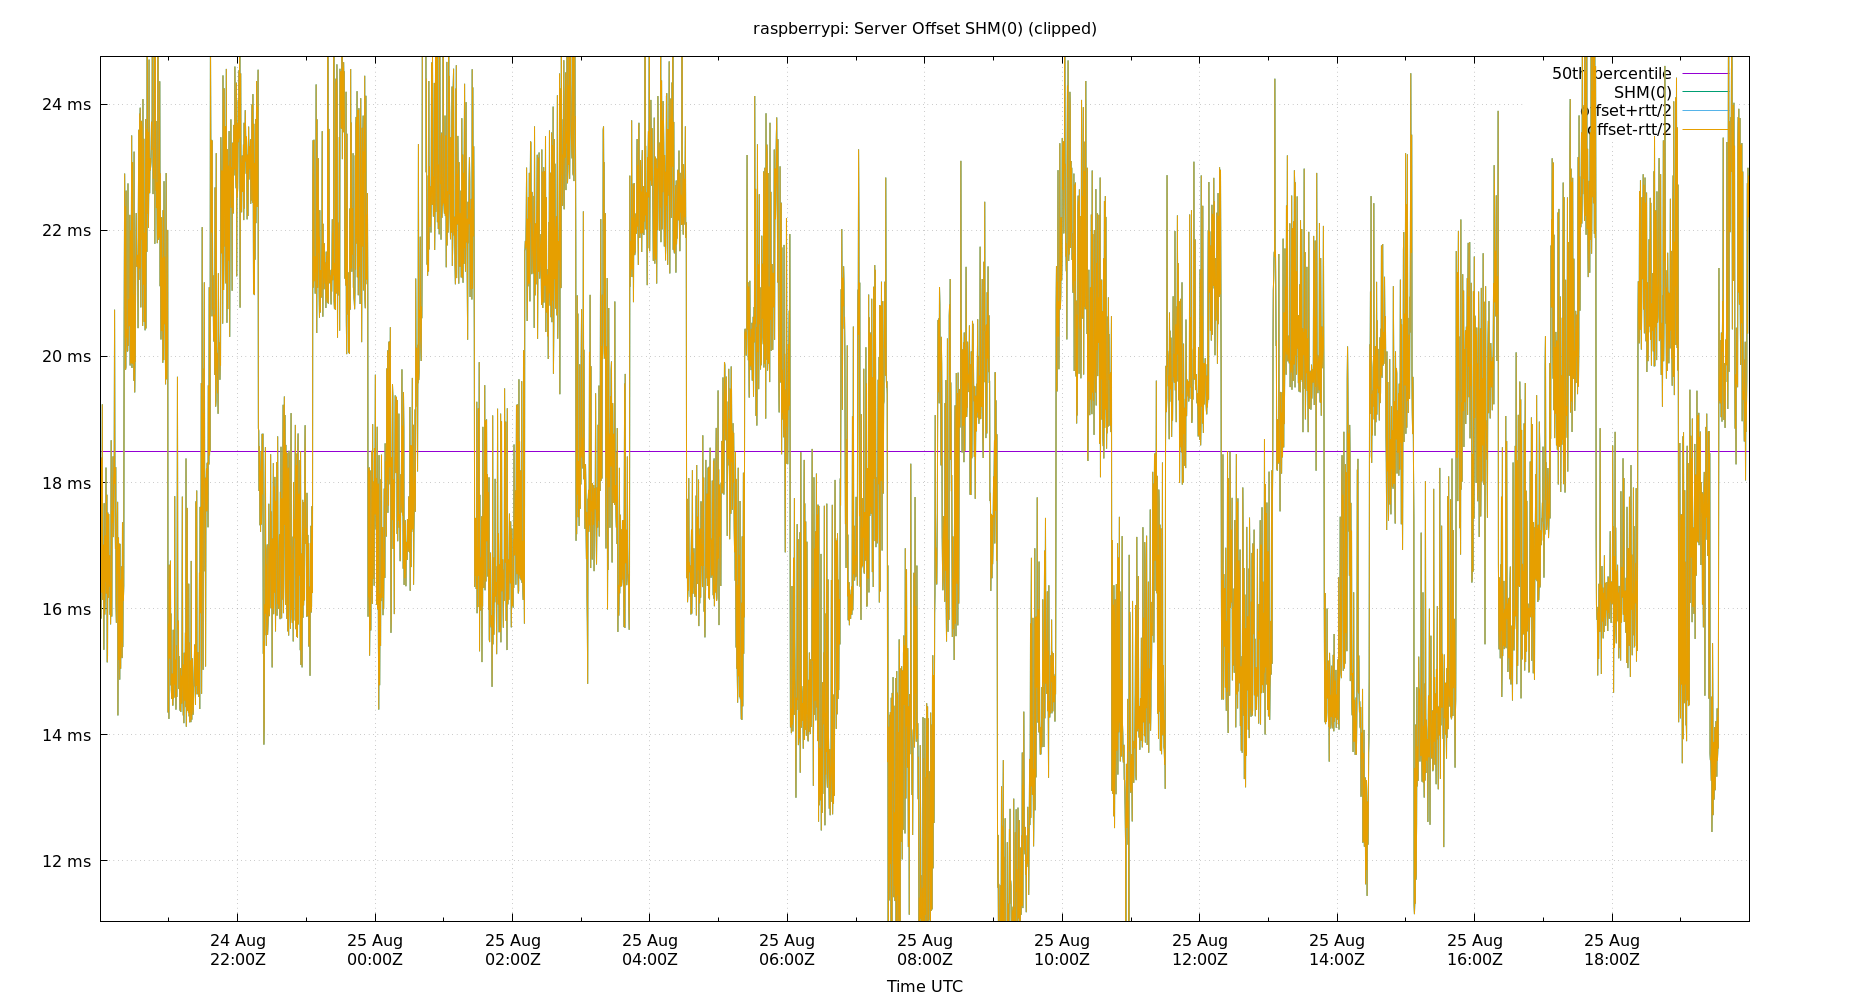 raspberrypi: Server Offset SHM(0) (clipped)
50th percentile
SHM(0)
offset+rtt/2
offset-rtt/2
24 ms
22 ms
20 ms
18 ms
16 ms
14 ms
12 ms
24 Aug 25 Aug 25 Aug 25 Aug 25 Aug 25 Aug 25 Aug 25 Aug 25 Aug 25 Aug 25 Aug
22:00Z 00:00Z 02:00Z 04:00Z 06:00Z 08:00Z 10:00Z 12:00Z 14:00Z 16:00Z 18:00Z
Time UTC